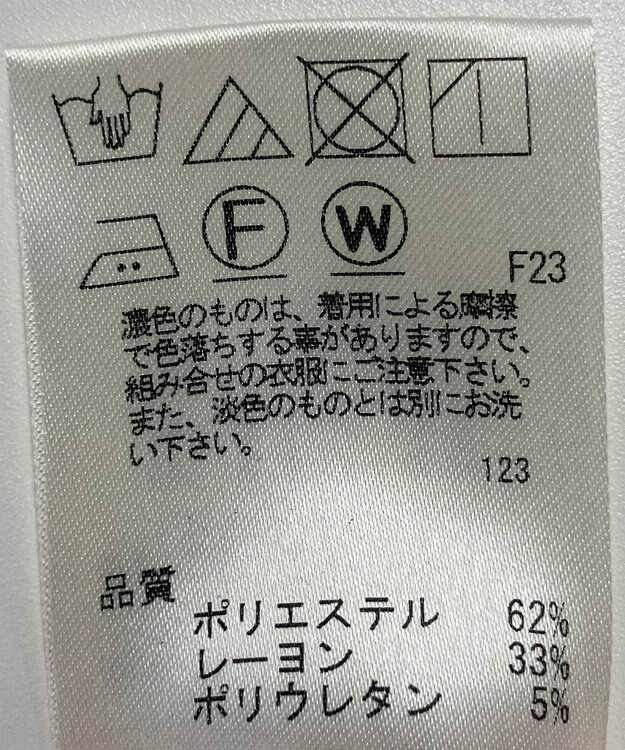 F W F23
濃色のものは、着用による摩擦
で色落ちする事がありますので、
組み合せの衣服にご注意下さい。
また、淡色のものとは別にお洗
い下さい。
123
品質
ポリエステル 62%
レーヨン 33%
ポリウレタン 5%